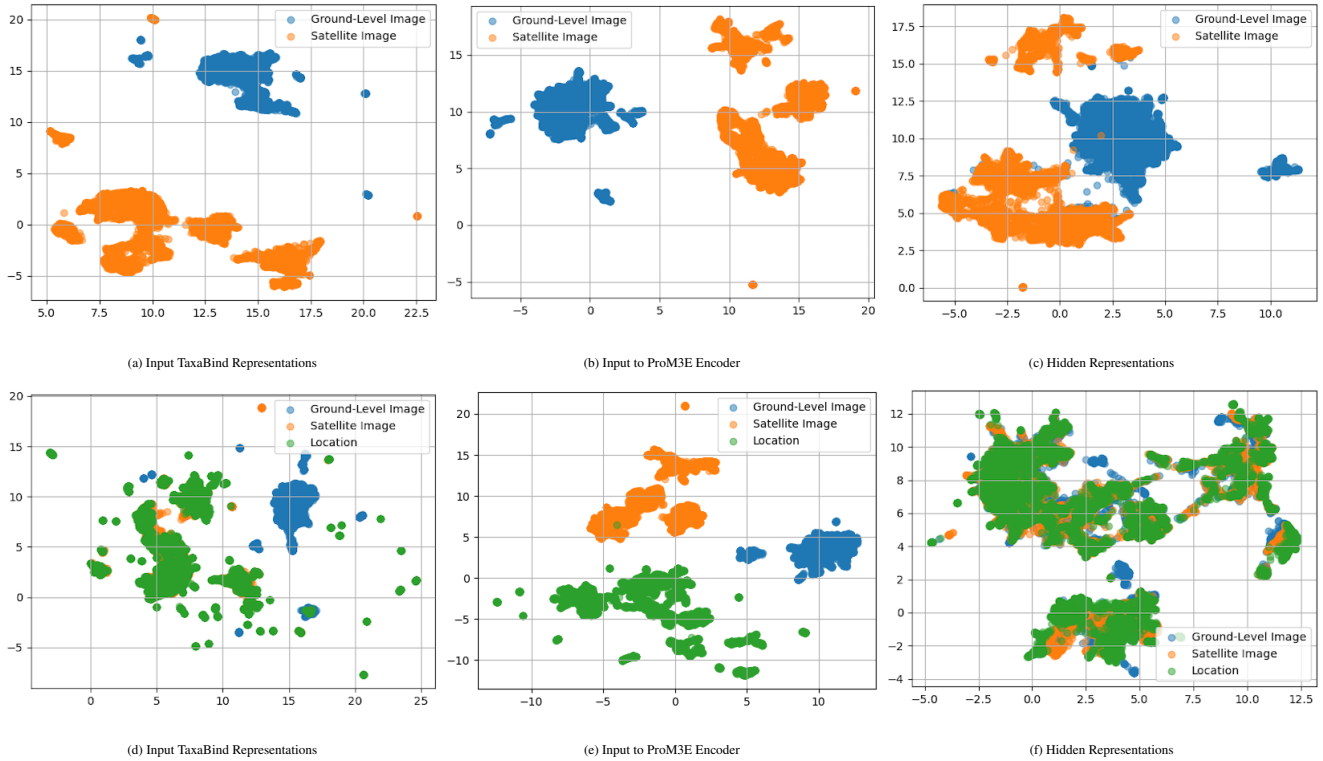 Ground-Level Image
Satellite Image
20
15
10
5
0
−5
5.0 7.5 10.0 12.5 15.0 17.5 20.0 22.5
(a) Input TaxaBind Representations
Ground-Level Image
Satellite Image
15
10
5
0
−5
−5 0 5 10 15 20
(b) Input to ProM3E Encoder
Ground-Level Image
Satellite Image
17.5
15.0
12.5
10.0
7.5
5.0
2.5
0.0
−5.0 −2.5 0.0 2.5 5.0 7.5 10.0
(c) Hidden Representations
Ground-Level Image
Satellite Image
Location
20
15
10
5
0
−5
0 5 10 15 20 25
(d) Input TaxaBind Representations
Ground-Level Image
Satellite Image
Location
20
15
10
5
0
−5
−10
−10 −5 0 5 10
(e) Input to ProM3E Encoder
12
10
8
6
4
2
0
−2
−4
Ground-Level Image
Satellite Image
Location
−5.0 −2.5 0.0 2.5 5.0 7.5 10.0 12.5
(f) Hidden Representations